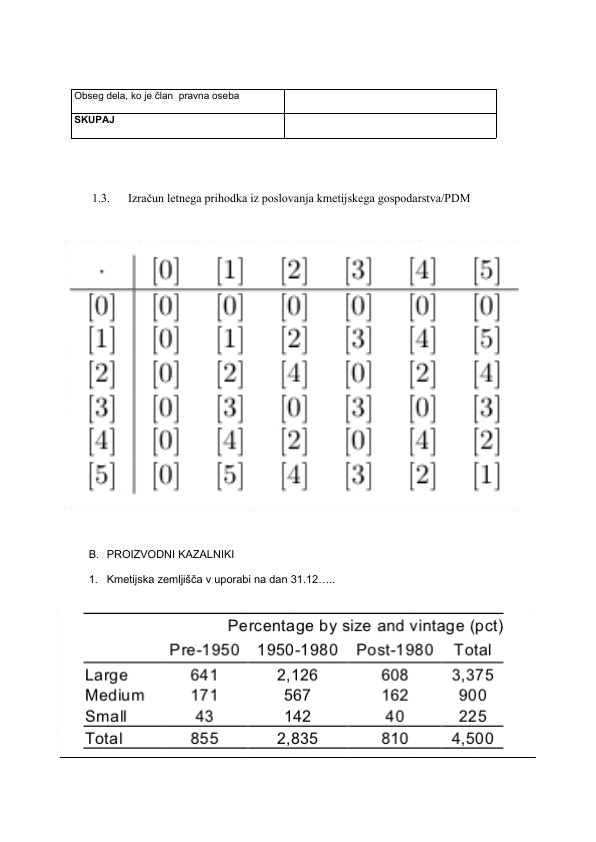 Obseg dela, ko je član pravna oseba
SKUPAJ
1.3. Izračun letnega prihodka iz poslovanja kmetijskega gospodarstva/PDM
· [0] [1] [2] [3] [4] [5]
[0] [0] [0] [0] [0] [0] [0]
[1] [0] [1] [2] [3] [4] [5]
[2] [0] [2] [4] [0] [2] [4]
[3] [0] [3] [0] [3] [0] [3]
[4] [0] [4] [2] [0] [4] [2]
[5] [0] [5] [4] [3] [2] [1]
B. PROIZVODNI KAZALNIKI
1. Kmetijska zemljišča v uporabi na dan 31.12…..
Percentage by size and vintage (pct)
Pre-1950 1950-1980 Post-1980 Total
Large 641 2,126 608 3,375
Medium 171 567 162 900
Small 43 142 40 225
Total 855 2,835 810 4,500